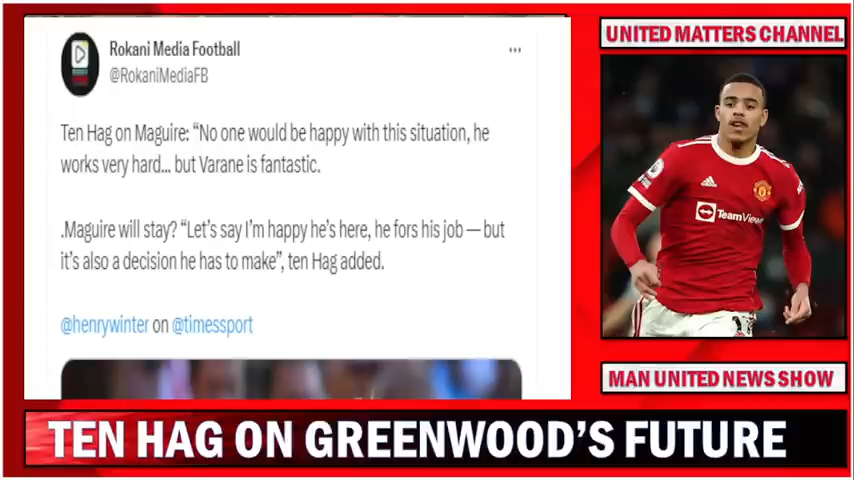 Rokani Media Football
@RokaniMediaFB
Ten Hag on Maguire: “No one would be happy with this situation, he
works very hard... but Varane is fantastic.
.Maguire will stay? “Let's say I'm happy he's here, he fors his job — but
it's also a decision he has to make”, ten Hag added.
@henrywinter on @timessport
UNITED MATTERS CHANNEL
TeamViewer
MAN UNITED NEWS SHOW
TEN HAG ON GREENWOOD’S FUTURE